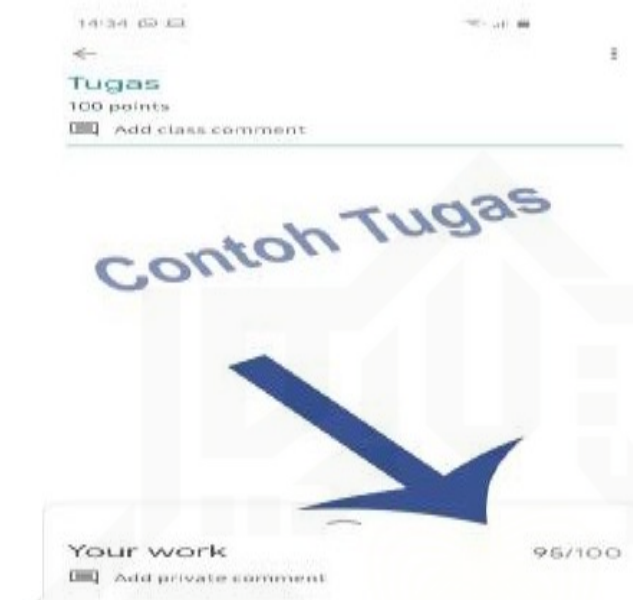 14:34
Tugas
100 points
Add class comment
Contoh Tugas
Your work 95/100
Add private comment